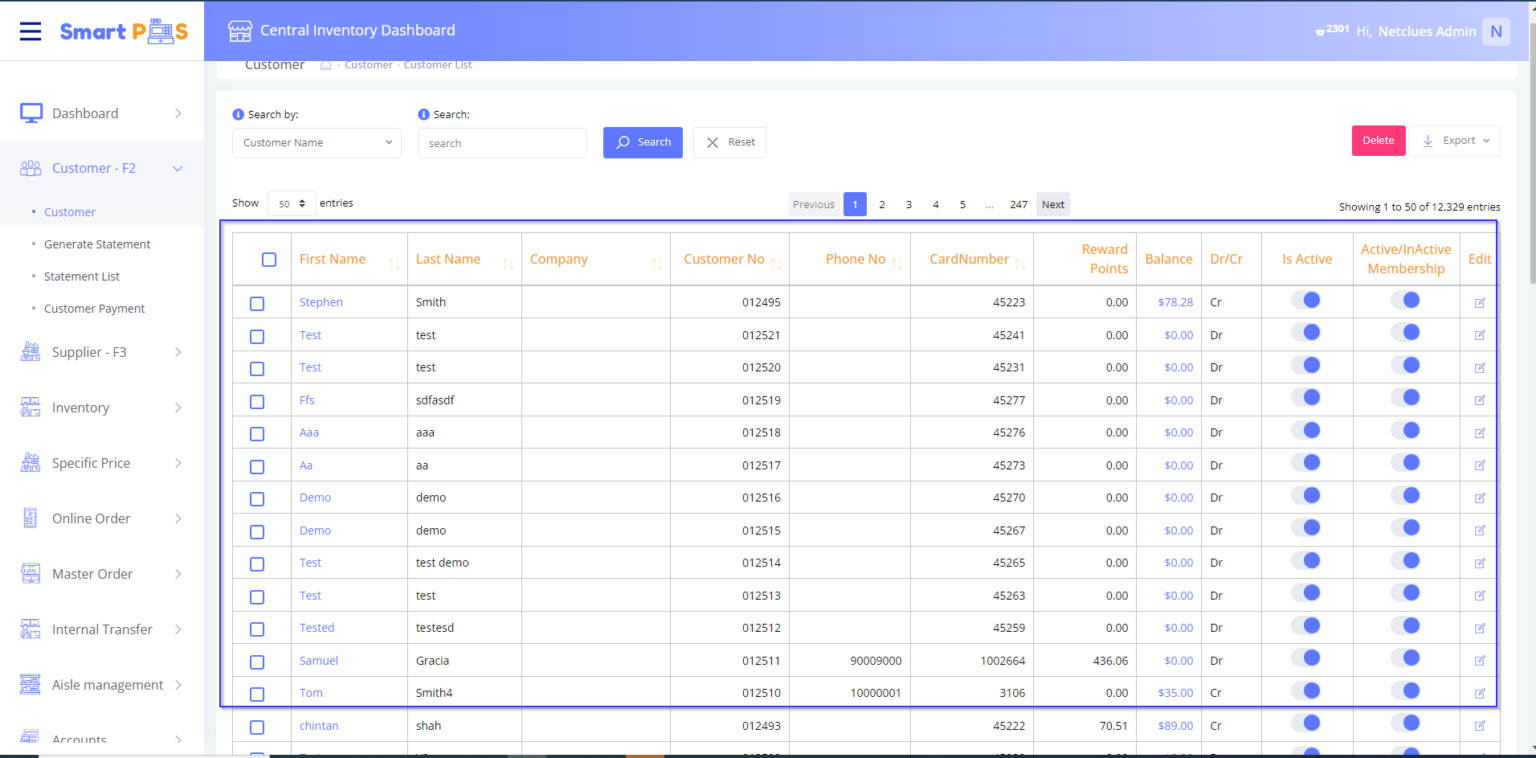 Smart POS
Central Inventory Dashboard
2301 Hi, Netclues Admin N
Customer - Customer - Customer List
Dashboard
Customer - F2
Customer
Generate Statement
Statement List
Customer Payment
Supplier - F3
Inventory
Specific Price
Online Order
Master Order
Internal Transfer
Aisle management
Accounts
Search by: Search:
Customer Name search Search Reset Delete Export
Show 50 entries Previous 1 2 3 4 5 ... 247 Next Showing 1 to 50 of 12,329 entries
First Name Last Name Company Customer No Phone No CardNumber Reward Points Balance Dr/Cr Is Active Active/InActive Membership Edit
Stephen Smith 012495 45223 0.00 $78.28 Cr
Test test 012521 45241 0.00 $0.00 Dr
Test test 012520 45231 0.00 $0.00 Dr
Ffs sdfasdf 012519 45277 0.00 $0.00 Dr
Aaa aaa 012518 45276 0.00 $0.00 Dr
Aa aa 012517 45273 0.00 $0.00 Dr
Demo demo 012516 45270 0.00 $0.00 Dr
Demo demo 012515 45267 0.00 $0.00 Dr
Test test demo 012514 45265 0.00 $0.00 Dr
Test test 012513 45263 0.00 $0.00 Dr
Tested testesd 012512 45259 0.00 $0.00 Dr
Samuel Gracia 012511 90009000 1002664 436.06 $0.00 Dr
Tom Smith4 012510 10000001 3106 0.00 $35.00 Cr
chintan shah 012493 45222 70.51 $89.00 Cr